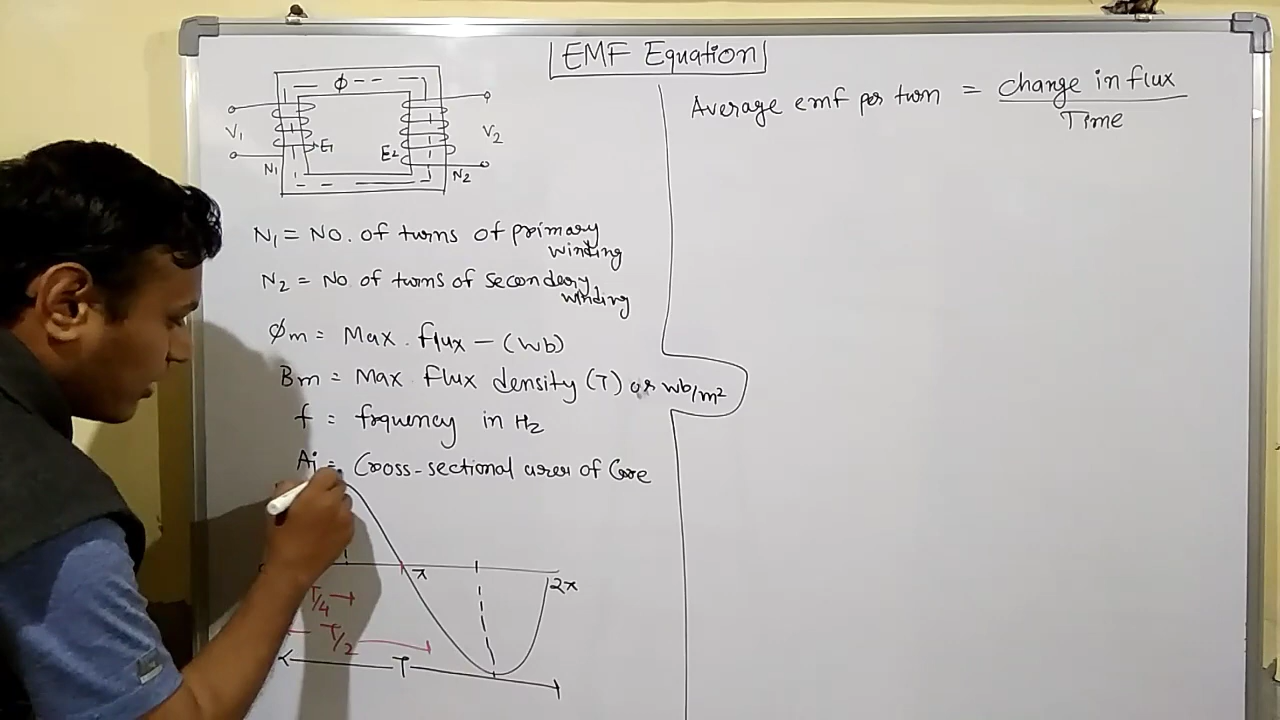 EMF Equation
ϕ
V1
E1
N1
E2
V2
N2
N1 = No. of turns of primary
winding
N2 = No of turns of secondary
winding
ϕm = Max. flux - (Wb)
Bm = Max Flux density (T) or wb/m²
f = frquency in Hz
Ai = Cross-sectional area of Core
π
2π
T/4
T/2
T
Average emf per turn = change in flux
Time